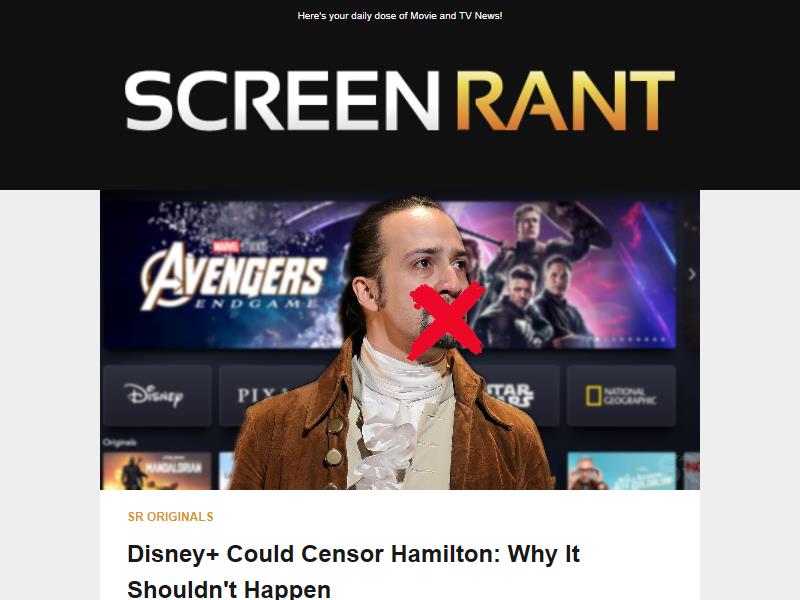 Here's your daily dose of Movie and TV News!
SCREEN RANT
MARVEL STUDIOS
AVENGERS
ENDGAME
Disney
PIX
STAR
WARS
NATIONAL
GEOGRAPHIC
Originals
MANDALORIAN
SR ORIGINALS
Disney+ Could Censor Hamilton: Why It
Shouldn't Happen